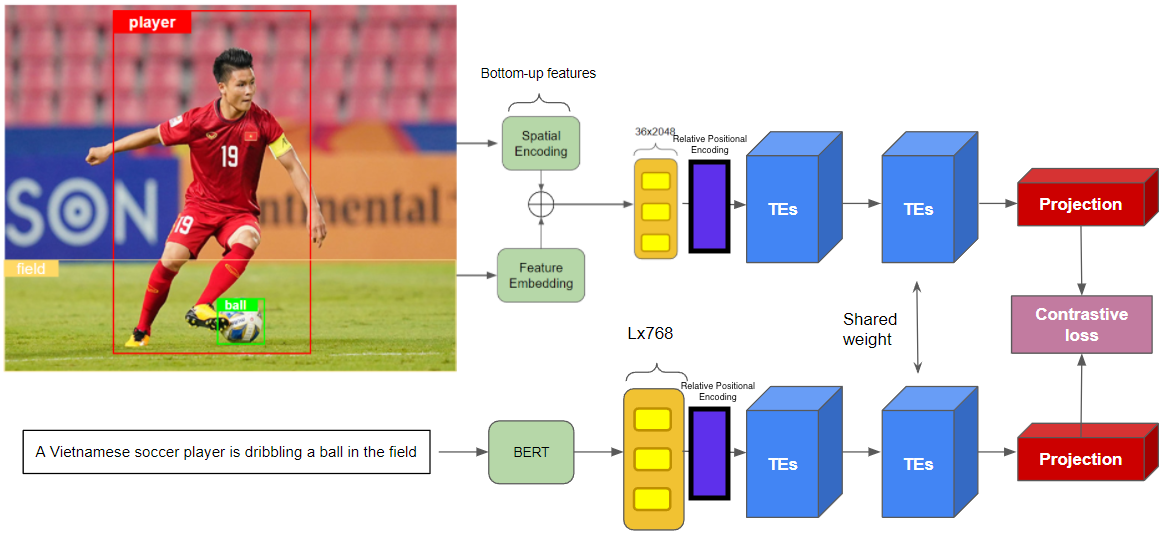 player
19
19
SON
ntinental
field
ball
Bottom-up features
Spatial
Encoding
Feature
Embedding
36x2048
Relative Positional
Encoding
TEs
TEs
Projection
Contrastive
loss
Shared
weight
Lx768
Relative Positional
Encoding
A Vietnamese soccer player is dribbling a ball in the field
BERT
TEs
TEs
Projection